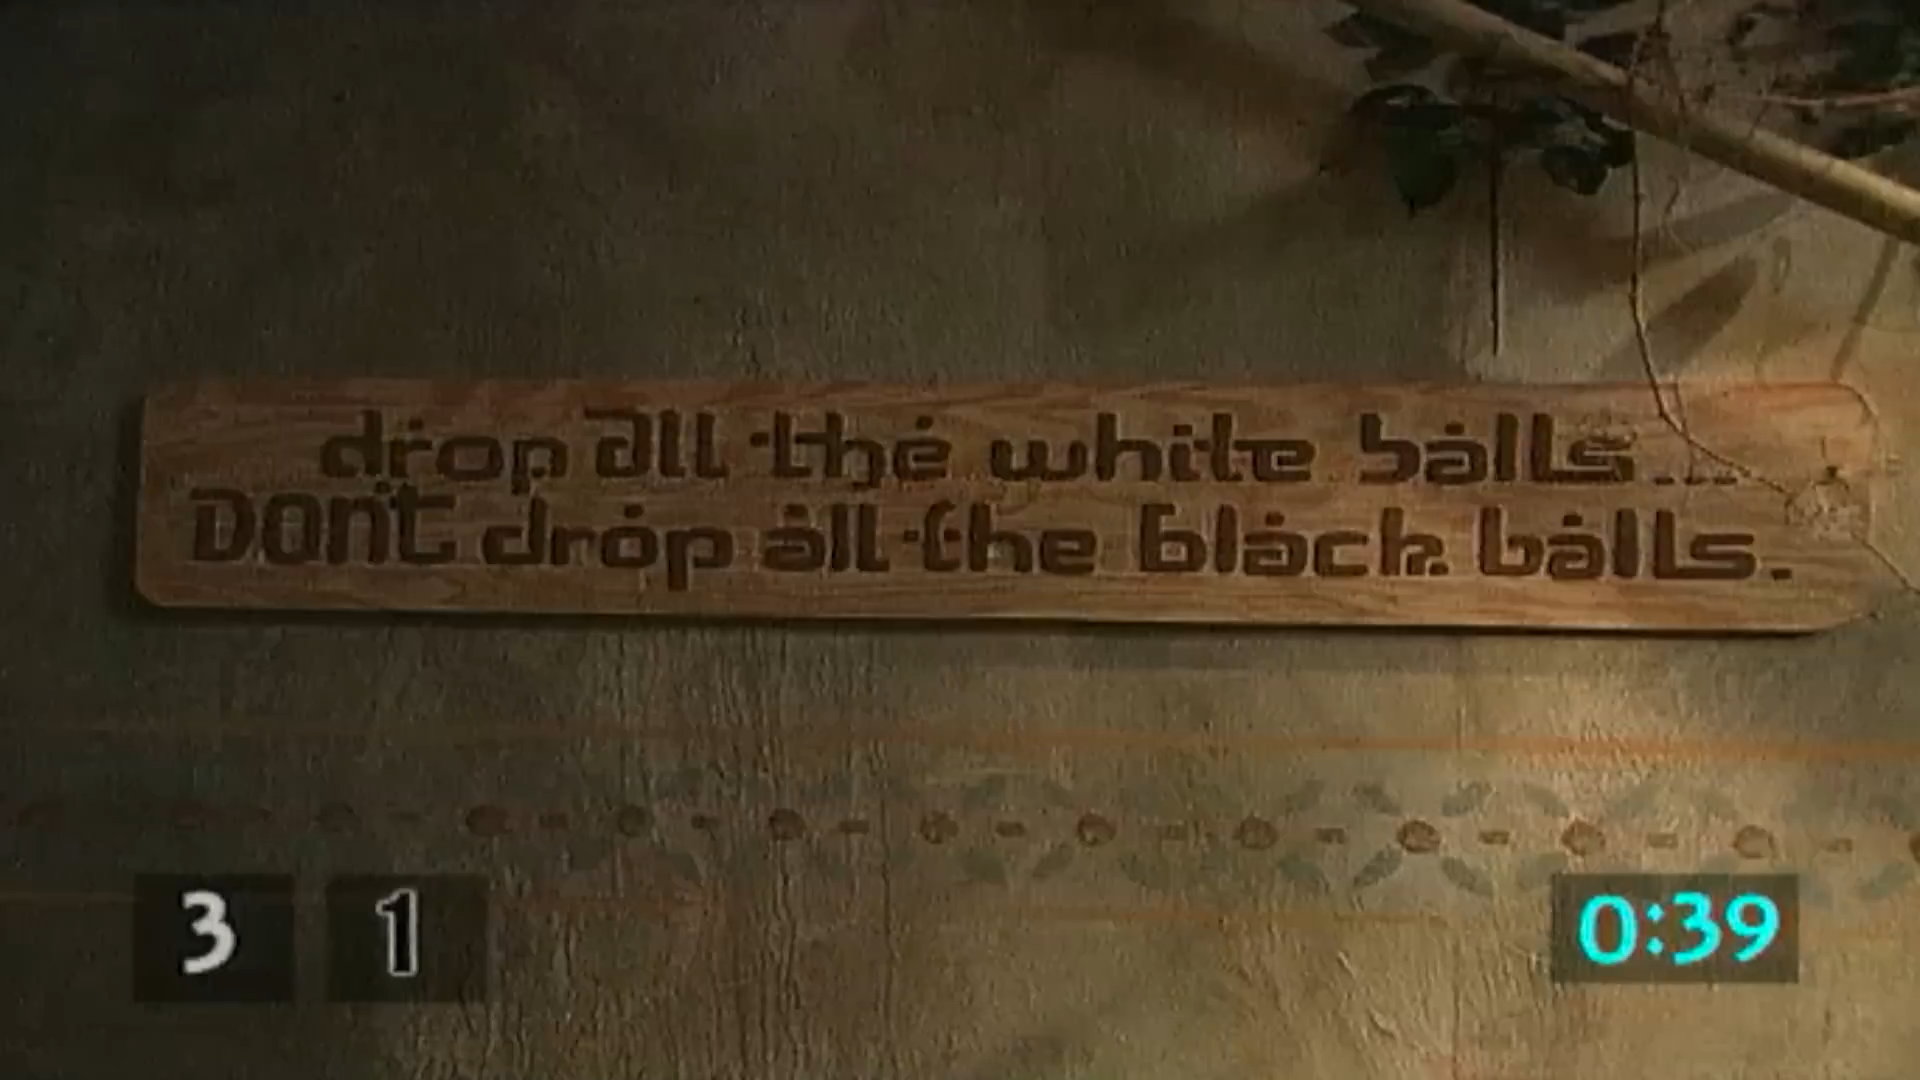 drop all the white balls...
DON'T drop all the black balls.
3 1
0:39